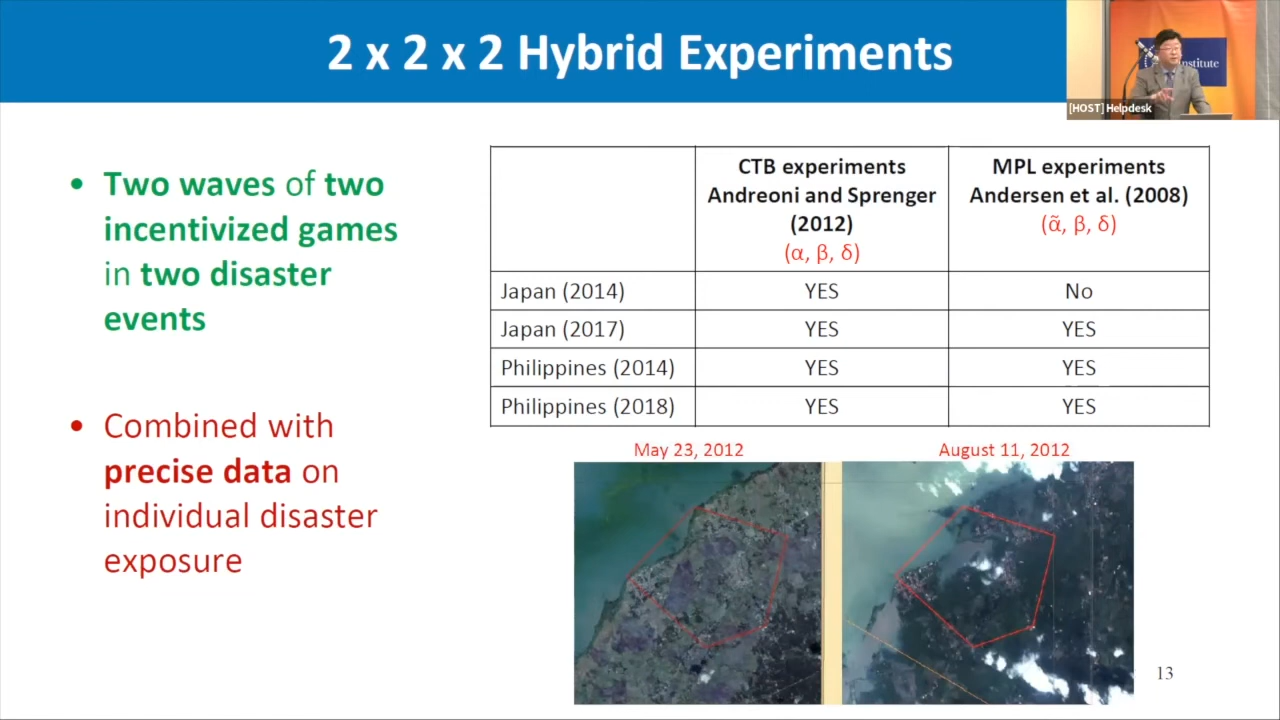 2 x 2 x 2 Hybrid Experiments
institute
[HOST] Helpdesk
• Two waves of two
incentivized games
in two disaster
events
• Combined with
precise data on
individual disaster
exposure
CTB experiments
Andreoni and Sprenger
(2012)
(α, β, δ)
MPL experiments
Andersen et al. (2008)
(α̃, β, δ)
Japan (2014) YES No
Japan (2017) YES YES
Philippines (2014) YES YES
Philippines (2018) YES YES
May 23, 2012
August 11, 2012
13